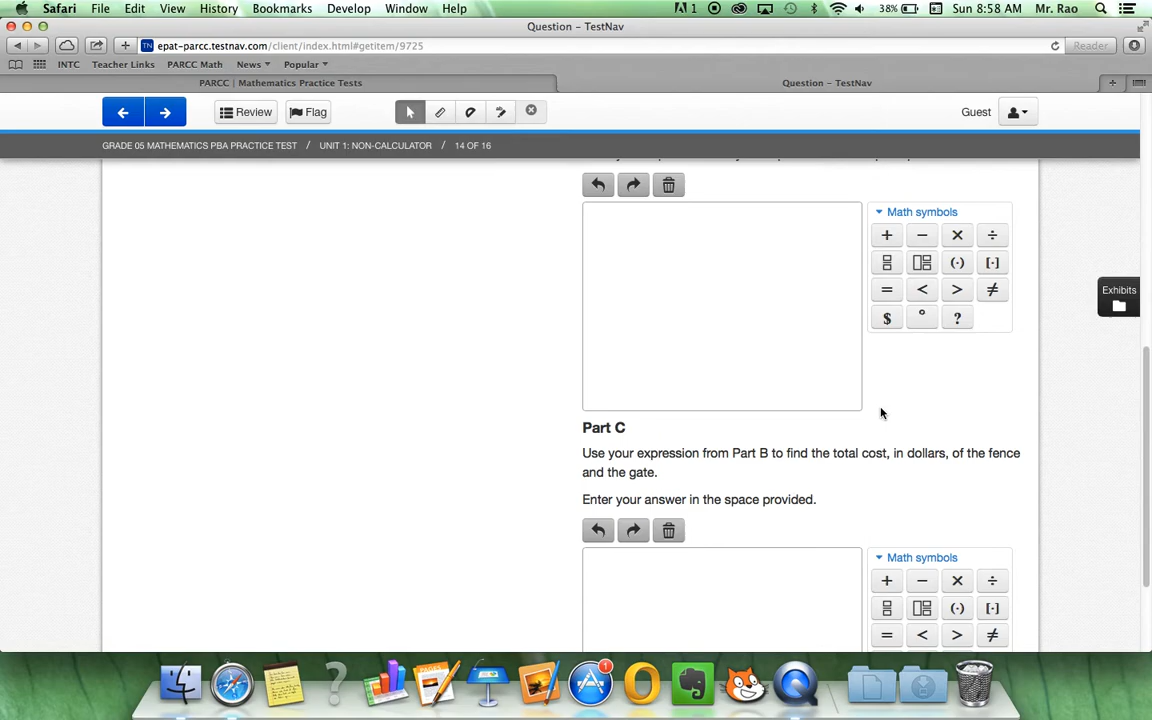 Safari File Edit View History Bookmarks Develop Window Help 1 38% Sun 8:58 AM Mr. Rao
Question – TestNav
TN epat-parcc.testnav.com/client/index.html#getitem/9725 Reader
INTC Teacher Links PARCC Math News Popular
PARCC | Mathematics Practice Tests Question – TestNav
Review Flag Guest
GRADE 05 MATHEMATICS PBA PRACTICE TEST / UNIT 1: NON-CALCULATOR / 14 OF 16
Math symbols
+ − × ÷
(·) [·]
= < > ≠
$ ° ?
Exhibits
Part C
Use your expression from Part B to find the total cost, in dollars, of the fence
and the gate.
Enter your answer in the space provided.
Math symbols
+ − × ÷
(·) [·]
= < > ≠
1